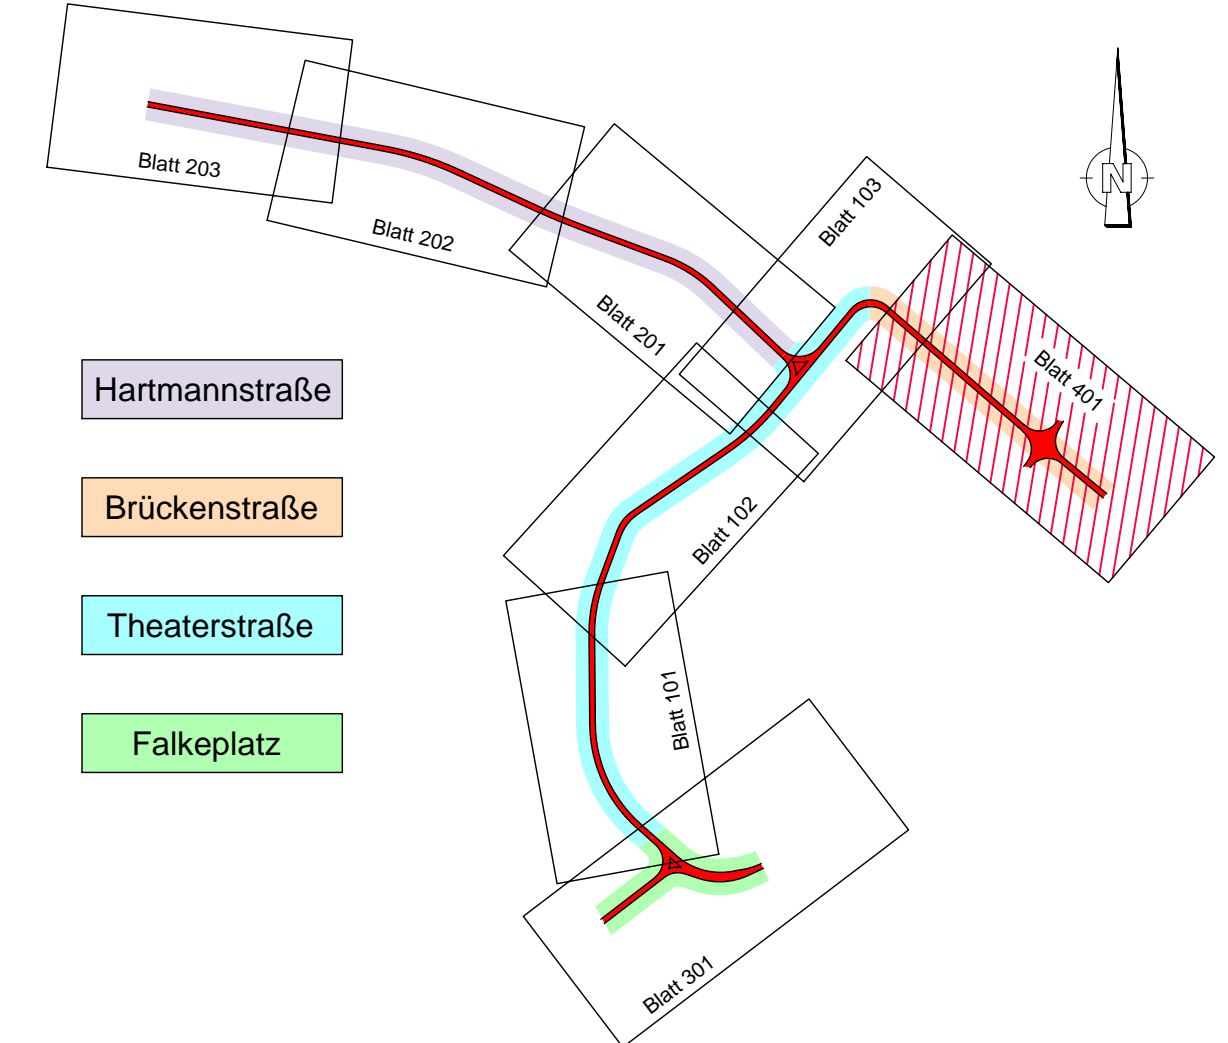 Blatt 203
Blatt 202
Blatt 201
Blatt 103
N
Blatt 401
Hartmannstraße
Brückenstraße
Blatt 102
Theaterstraße
Blatt 101
Falkeplatz
Blatt 301